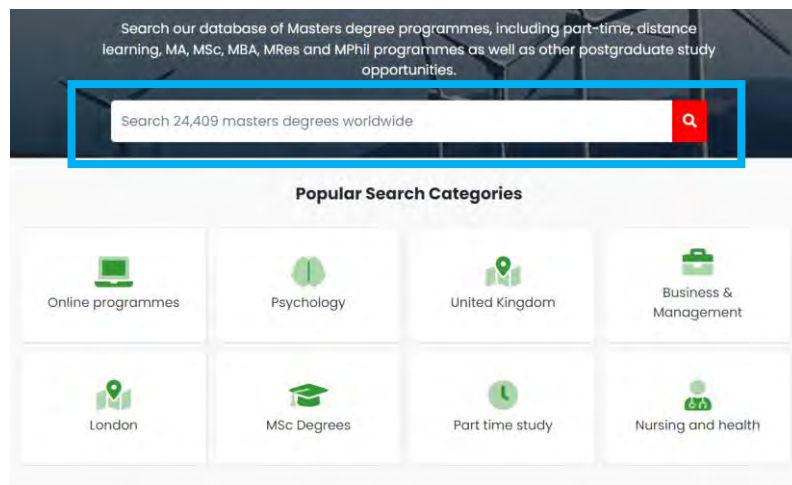 Search our database of Masters degree programmes, including part-time, distance
learning, MA, MSc, MBA, MRes and MPhil programmes as well as other postgraduate study
opportunities.
Search 24,409 masters degrees worldwide
Popular Search Categories
Online programmes
Psychology
United Kingdom
Business &
Management
London
MSc Degrees
Part time study
Nursing and health